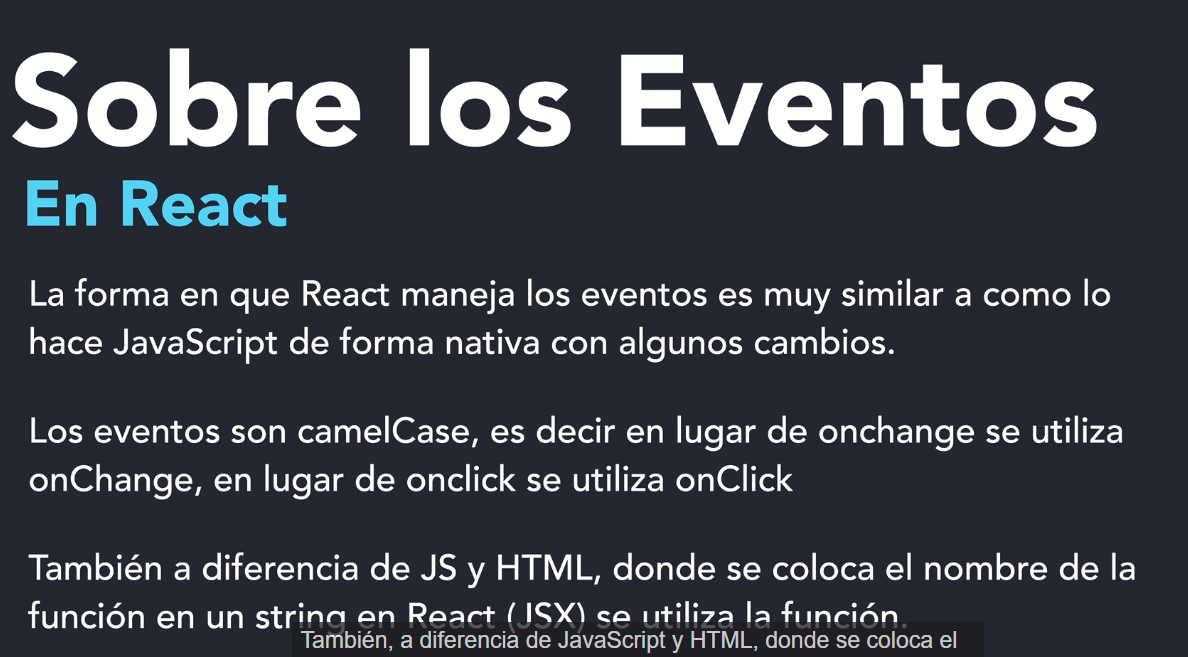 Sobre los Eventos
En React
La forma en que React maneja los eventos es muy similar a como lo
hace JavaScript de forma nativa con algunos cambios.
Los eventos son camelCase, es decir en lugar de onchange se utiliza
onChange, en lugar de onclick se utiliza onClick
También a diferencia de JS y HTML, donde se coloca el nombre de la
función en un string en React (JSX) se utiliza la función.
También, a diferencia de JavaScript y HTML, donde se coloca el